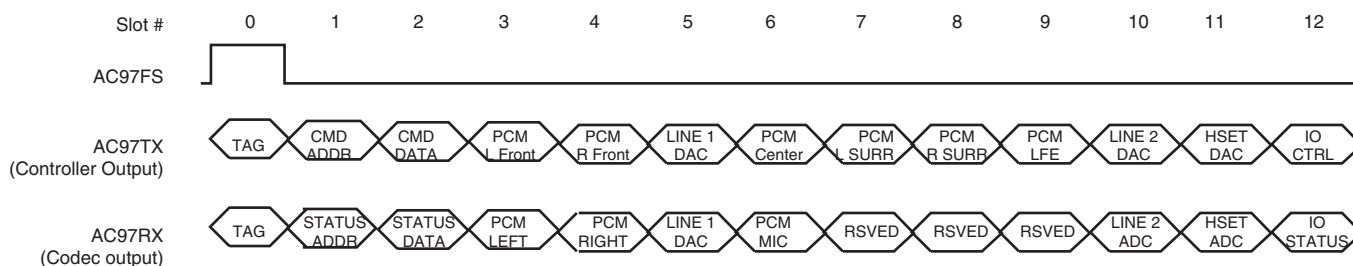 Slot # 0 1 2 3 4 5 6 7 8 9 10 11 12
AC97FS
AC97TX
(Controller Output)
TAG
CMD
ADDR
CMD
DATA
PCM
L Front
PCM
R Front
LINE 1
DAC
PCM
Center
PCM
L SURR
PCM
R SURR
PCM
LFE
LINE 2
DAC
HSET
DAC
IO
CTRL
AC97RX
(Codec output)
TAG
STATUS
ADDR
STATUS
DATA
PCM
LEFT
PCM
RIGHT
LINE 1
DAC
PCM
MIC
RSVED
RSVED
RSVED
LINE 2
ADC
HSET
ADC
IO
STATUS